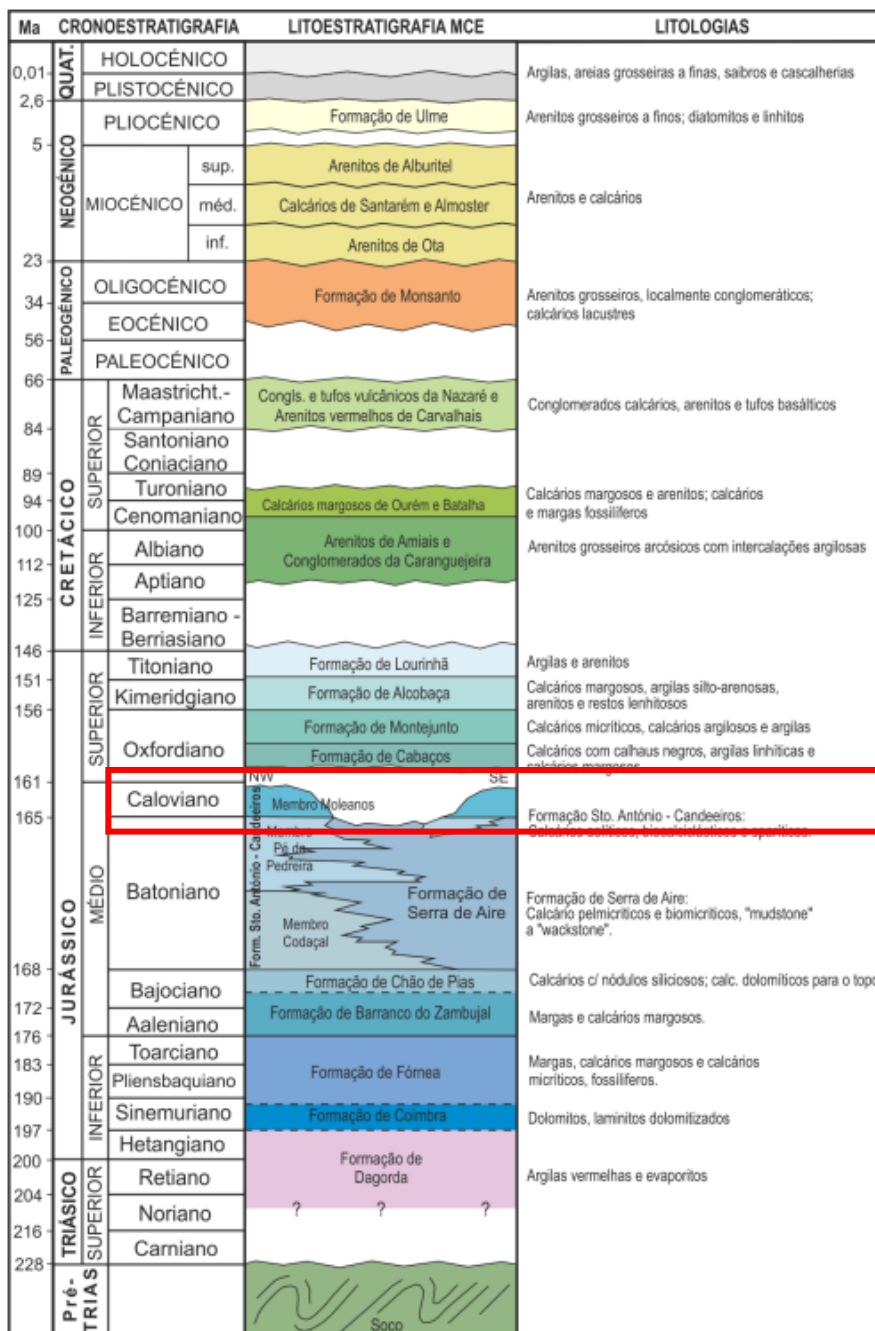 Ma CRONOESTRATIGRAFIA LITOESTRATIGRAFIA MCE LITOLOGIAS
QUAT.
HOLOCÉNICO
0,01
PLISTOCÉNICO
Argilas, areias grosseiras a finas, saibros e cascalherias
2,6
NEOGÉNICO
PLIOCÉNICO
Formação de Ulme
Arenitos grosseiros a finos; diatomitos e linhitos
5
MIOCÉNICO
sup.
Arenitos de Alburitel
méd.
Calcários de Santarém e Almoster
Arenitos e calcários
inf.
Arenitos de Ota
23
PALEOGÉNICO
OLIGOCÉNICO
Formação de Monsanto
Arenitos grosseiros, localmente conglomeráticos;
calcários lacustres
34
EOCÉNICO
56
PALEOCÉNICO
66
CRETÁCICO
SUPERIOR
Maastricht.-
Campaniano
Congls. e tufos vulcânicos da Nazaré e
Arenitos vermelhos de Carvalhais
Conglomerados calcários, arenitos e tufos basálticos
84
Santoniano
Coniaciano
89
Turoniano
94
Cenomaniano
Calcários margosos de Ourém e Batalha
Calcários margosos e arenitos; calcários
e margas fossilíferos
100
INFERIOR
Albiano
Arenitos de Amiais e
Conglomerados da Caranguejeira
Arenitos grosseiros arcósicos com intercalações argilosas
112
Aptiano
125
Barremiano -
Berriasiano
146
JURÁSSICO
SUPERIOR
Titoniano
Formação de Lourinhã
Argilas e arenitos
151
Kimeridgiano
Formação de Alcobaça
Calcários margosos, argilas silto-arenosas,
arenitos e restos lenhitosos
156
Oxfordiano
Formação de Montejunto
Calcários micríticos, calcários argilosos e argilas
Formação de Cabaços
Calcários com calhaus negros, argilas linhíticas e
calcários margosos
161
NW SE
MÉDIO
Caloviano
Membro Moleanos
165
Formação Sto. António - Candeeiros:
Calcários oolíticos, biocalciclásticos e esparíticos.
Form. Sto. António - Candeeiros
Membro
Pé da
Pedreira
Batoniano
Formação de
Serra de Aire
Membro
Codaçal
Formação de Serra de Aire:
Calcário pelmicríticos e biomicríticos, "mudstone"
a "wackstone".
168
Bajociano
Formação de Chão de Pias
Calcários c/ nódulos siliciosos; calc. dolomíticos para o topo
172
Aaleniano
Formação de Barranco do Zambujal
Margas e calcários margosos.
176
INFERIOR
Toarciano
183
Pliensbaquiano
Formação de Fórnea
Margas, calcários margosos e calcários
micríticos, fossilíferos.
190
Sinemuriano
Formação de Coimbra
Dolomitos, laminitos dolomitizados
197
Hetangiano
200
Formação de
Dagorda
Argilas vermelhas e evaporitos
TRIÁSICO
SUPERIOR
Retiano
204
Noriano
? ? ?
216
Carniano
228
Pré-
TRIAS
Soco